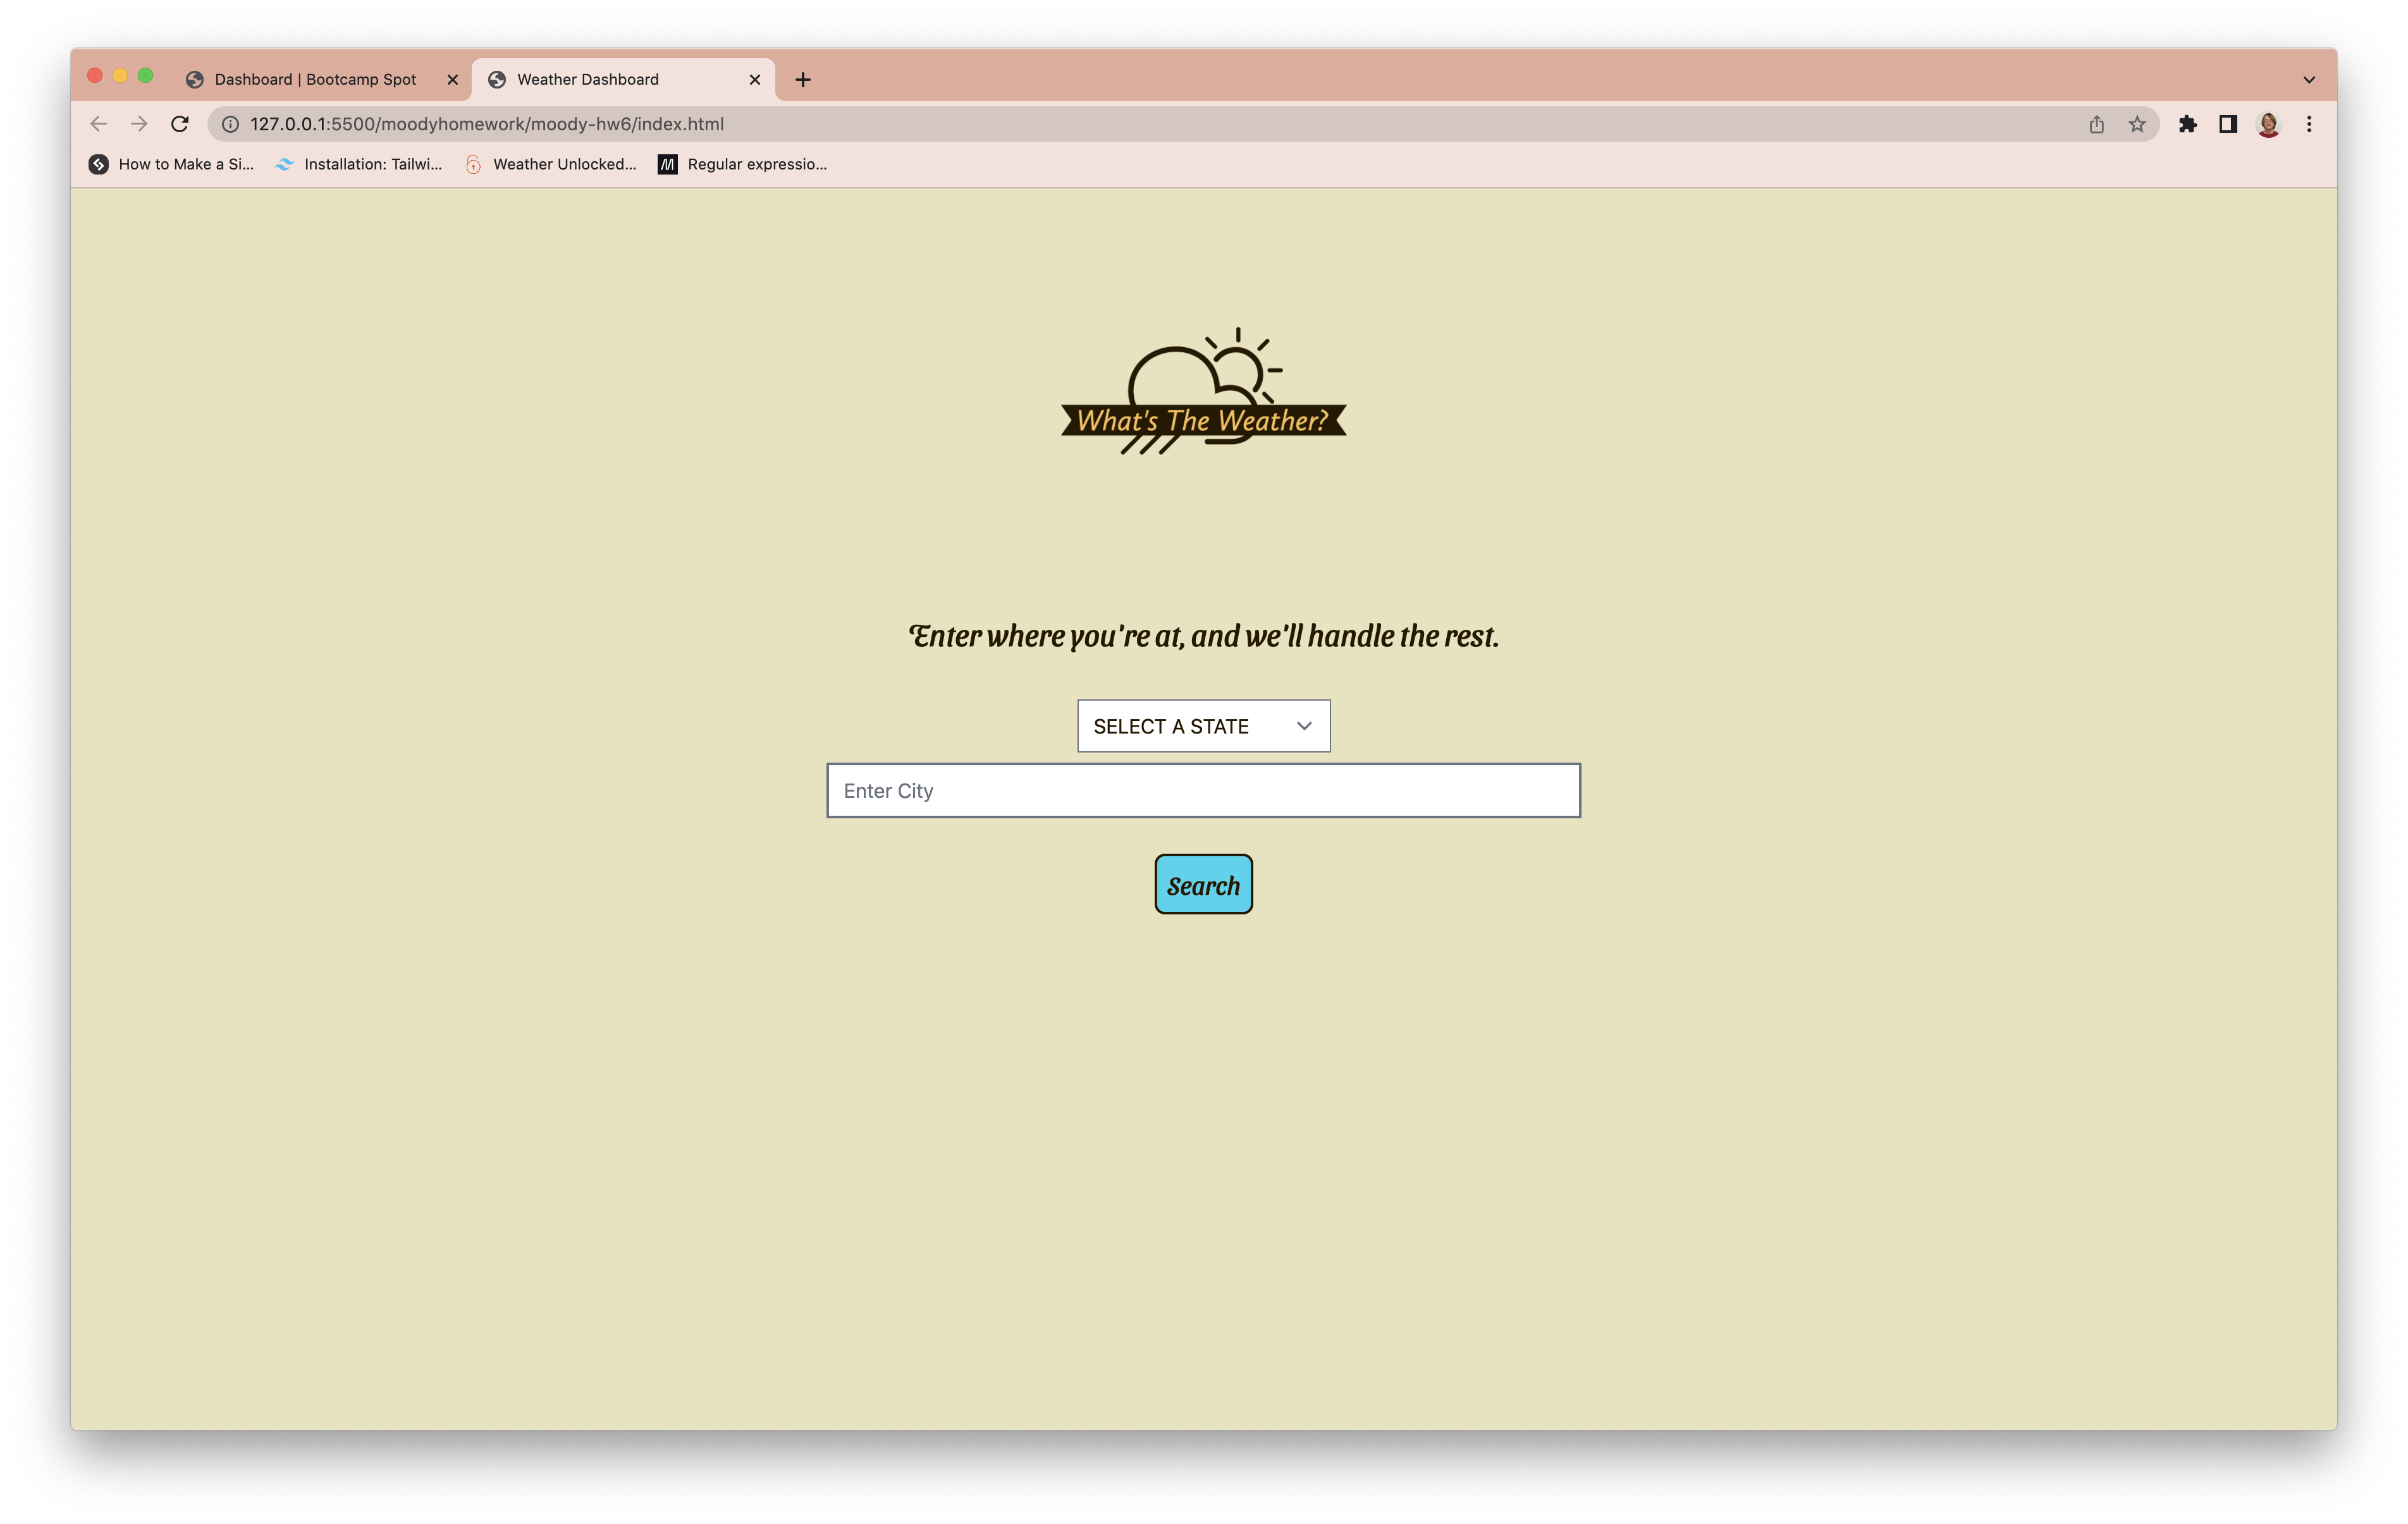 Dashboard | Bootcamp Spot
Weather Dashboard
127.0.0.1:5500/moodyhomework/moody-hw6/index.html
How to Make a Si...
Installation: Tailwi...
Weather Unlocked...
Regular expressio...
What's The Weather?
Enter where you're at, and we'll handle the rest.
SELECT A STATE
Enter City
Search